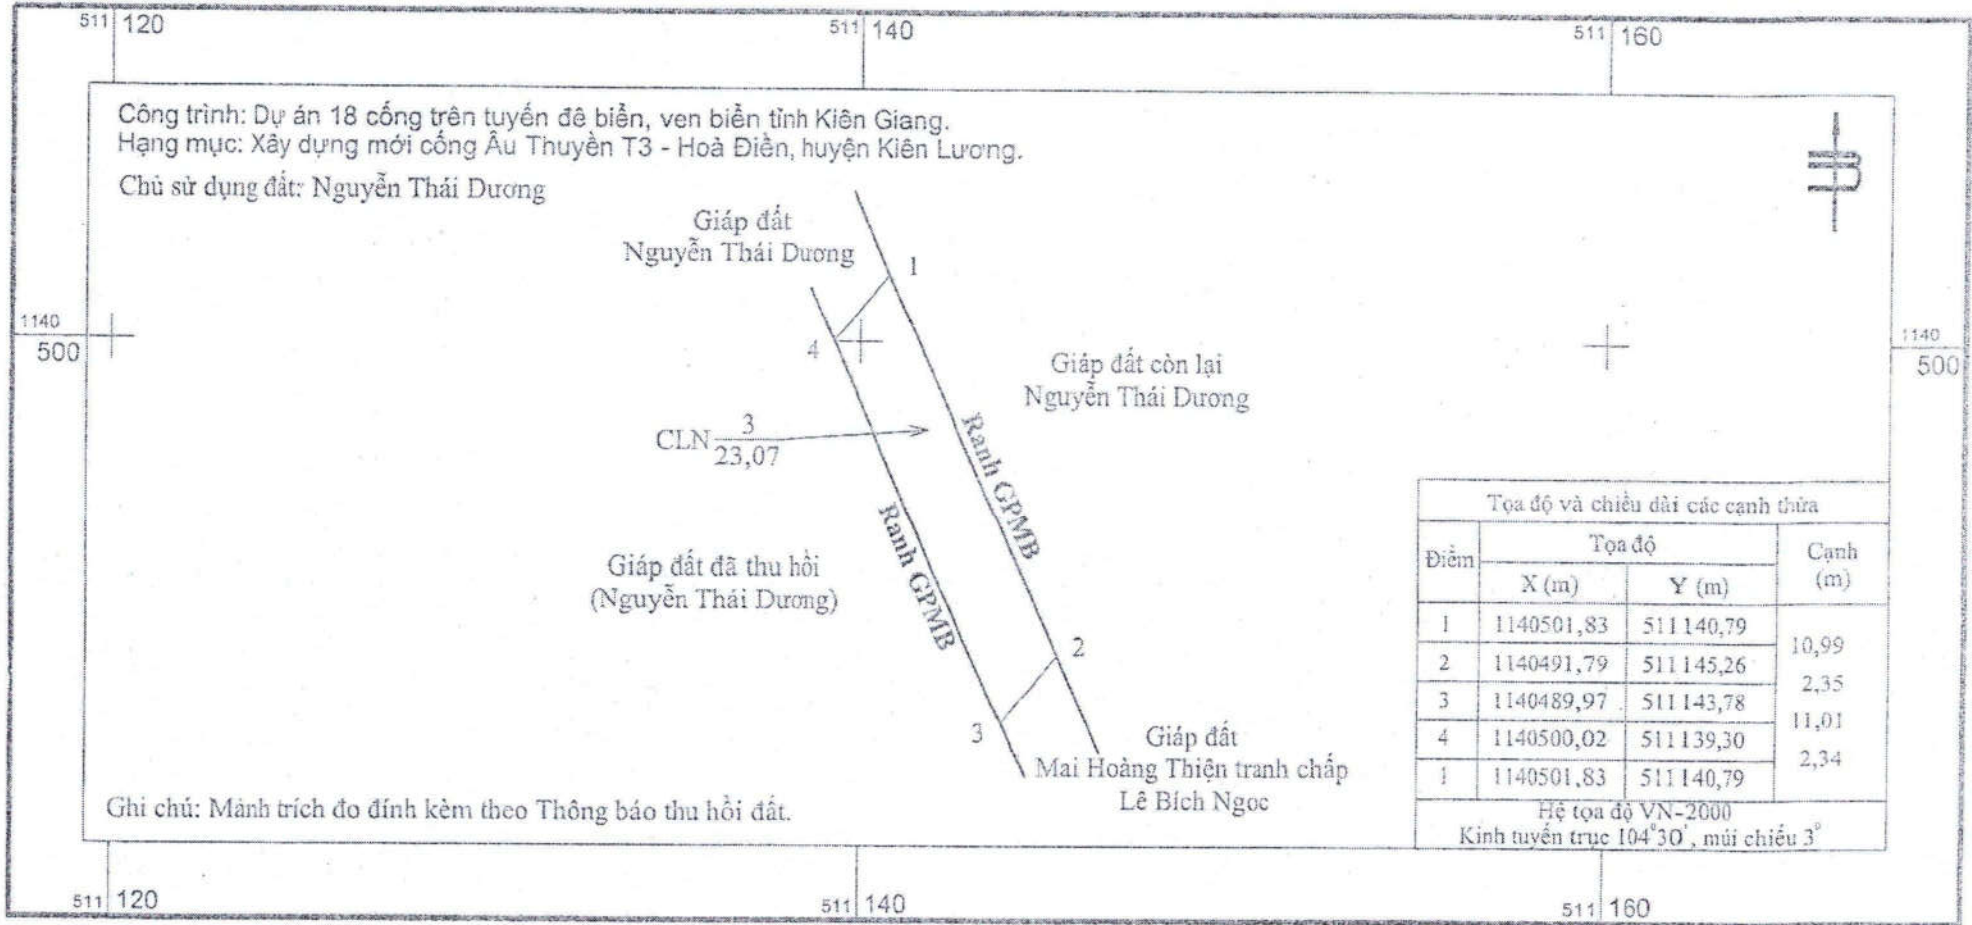 511 120
511 140
511 160
Công trình: Dự án 18 cống trên tuyến đê biển, ven biển tỉnh Kiên Giang.
Hạng mục: Xây dựng mới cống Âu Thuyền T3 - Hoà Điền, huyện Kiên Lương.
Chủ sử dụng đất: Nguyễn Thái Dương
Giáp đất
Nguyễn Thái Dương
1
1140
500
4
1140
500
Giáp đất còn lại
Nguyễn Thái Dương
CLN 3
23,07
Ranh GPMB
Ranh GPMB
Giáp đất đã thu hồi
(Nguyễn Thái Dương)
2
3
Giáp đất
Mai Hoàng Thiện tranh chấp
Lê Bích Ngọc
Tọa độ và chiều dài các cạnh thửa
Điểm Tọa độ Cạnh
X (m) Y (m) (m)
1 1140501,83 511140,79
10,99
2 1140491,79 511145,26
2,35
3 1140489,97 511143,78
11,01
4 1140500,02 511139,30
2,34
1 1140501,83 511140,79
Hệ tọa độ VN-2000
Kinh tuyến trục 104°30', múi chiếu 3°
Ghi chú: Mảnh trích đo đính kèm theo Thông báo thu hồi đất.
511 120
511 140
511 160